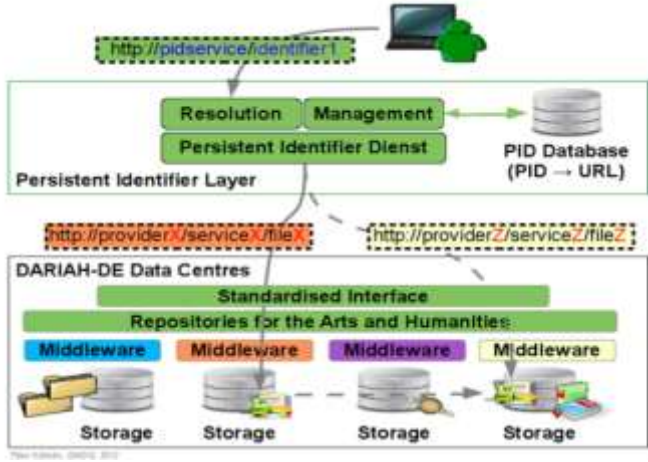 http://pidservice/identifier1
Resolution
Management
Persistent Identifier Dienst
PID Database
(PID → URL)
Persistent Identifier Layer
http://providerX/serviceX/fileX
http://providerZ/serviceZ/fileZ
DARIAH-DE Data Centres
Standardised Interface
Repositories for the Arts and Humanities
Middleware
Middleware
Middleware
Middleware
Storage
Storage
Storage
Storage